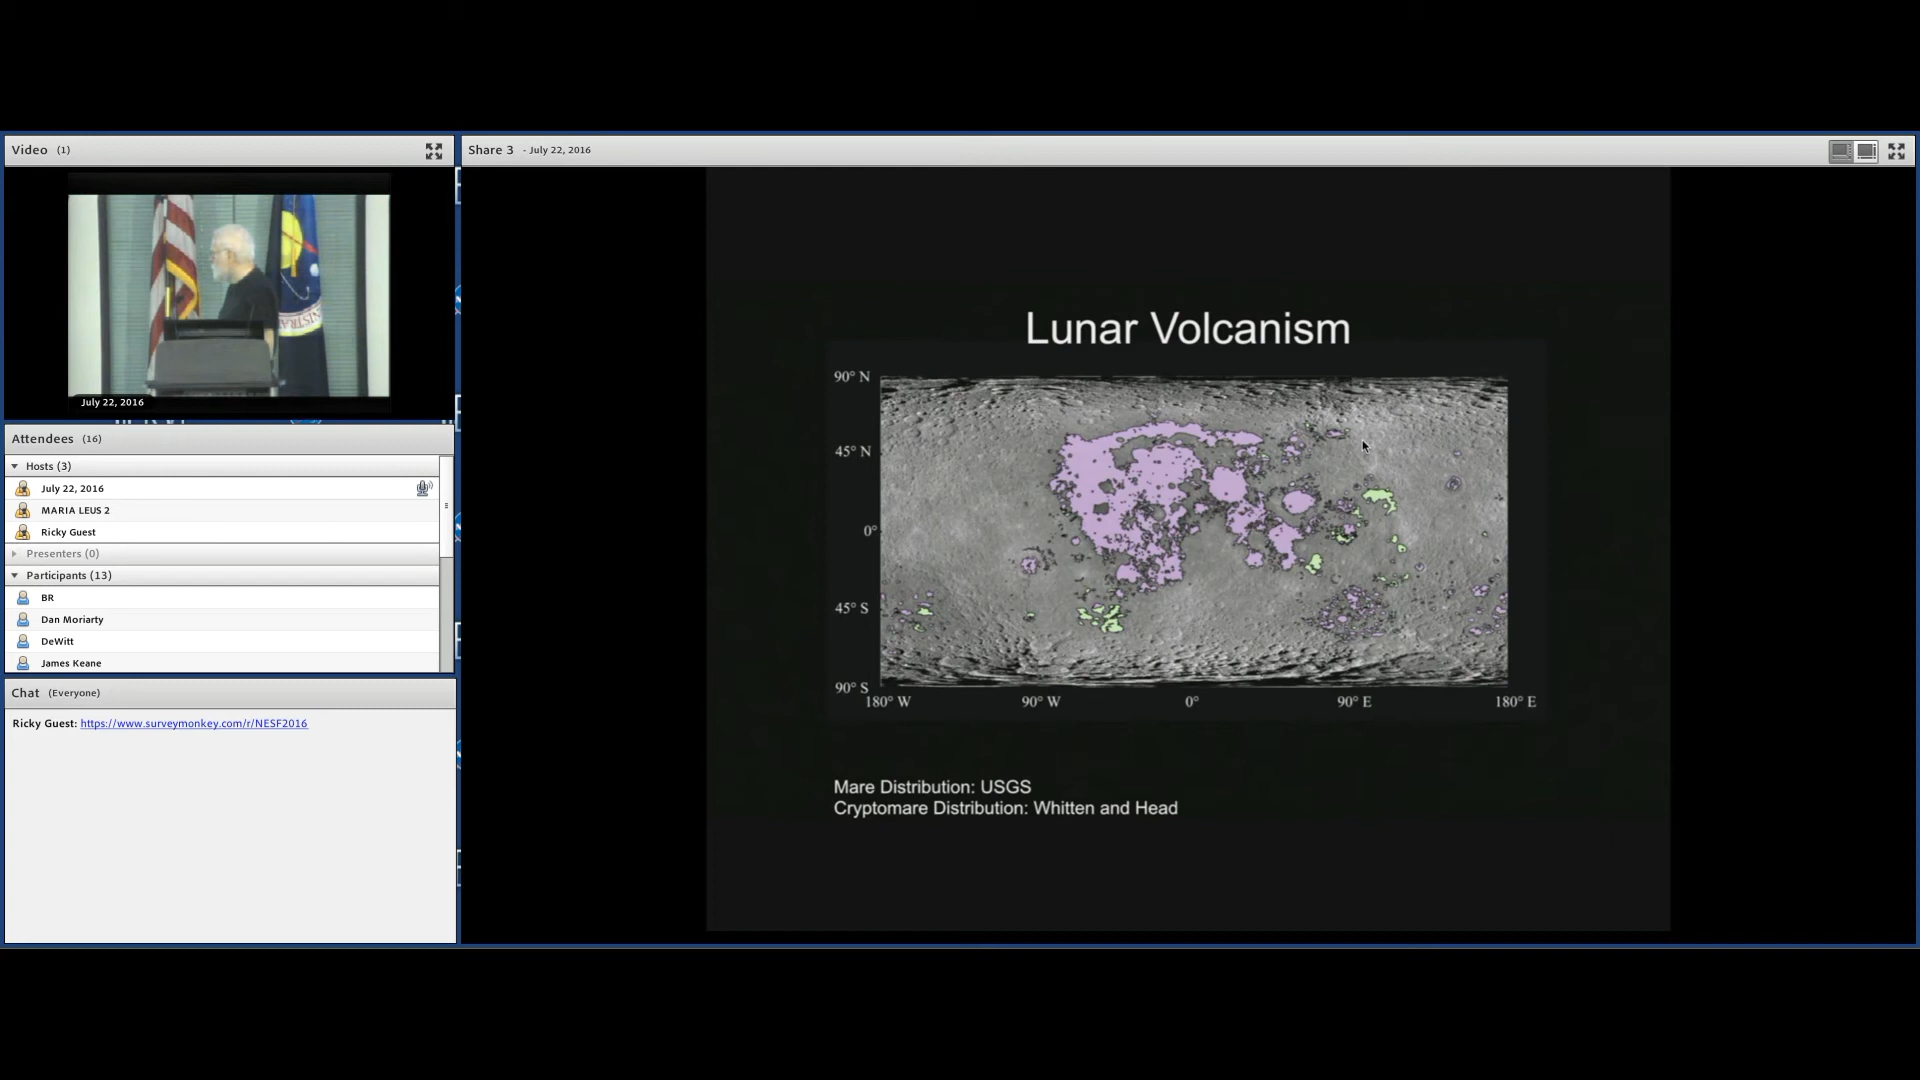 Video (1)
July 22, 2016
Attendees (16)
Hosts (3)
July 22, 2016
MARIA LEUS 2
Ricky Guest
Presenters (0)
Participants (13)
BR
Dan Moriarty
DeWitt
James Keane
Chat (Everyone)
Ricky Guest: https://www.surveymonkey.com/r/NESF2016
Share 3 - July 22, 2016
Lunar Volcanism
90° N
45° N
0°
45° S
90° S
180° W 90° W 0° 90° E 180° E
Mare Distribution: USGS
Cryptomare Distribution: Whitten and Head